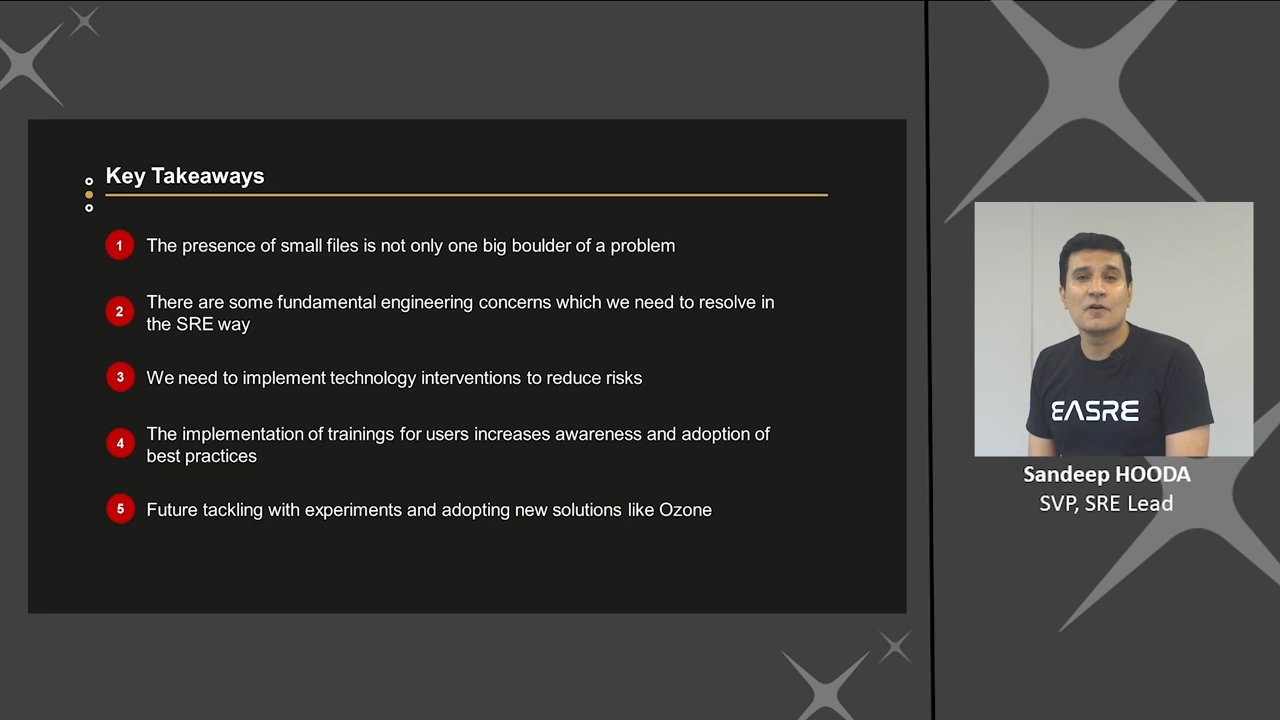 Key Takeaways
1 The presence of small files is not only one big boulder of a problem
2 There are some fundamental engineering concerns which we need to resolve in
the SRE way
3 We need to implement technology interventions to reduce risks
4 The implementation of trainings for users increases awareness and adoption of
best practices
5 Future tackling with experiments and adopting new solutions like Ozone
EASRE
Sandeep HOODA
SVP, SRE Lead